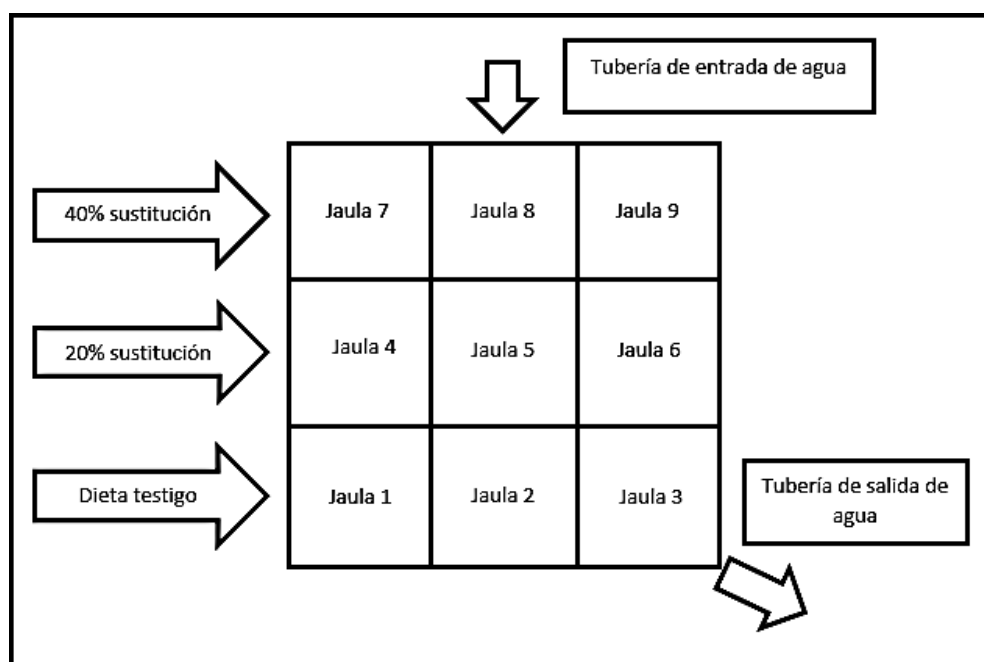 Tubería de entrada de agua
40% sustitución
Jaula 7
Jaula 8
Jaula 9
20% sustitución
Jaula 4
Jaula 5
Jaula 6
Dieta testigo
Jaula 1
Jaula 2
Jaula 3
Tubería de salida de
agua